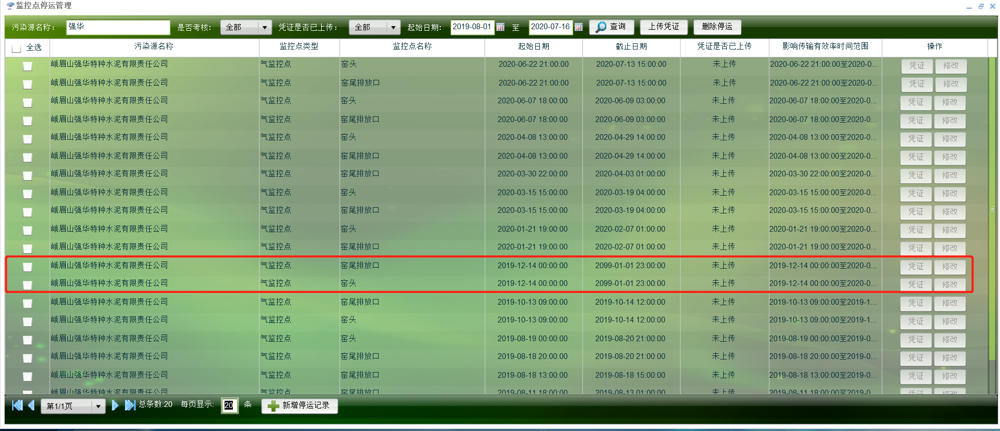 监控点停运管理
污染源名称： 强华 是否考核： 全部 凭证是否已上传： 全部 起始日期： 2019-08-01 至 2020-07-16 查询 上传凭证 删除停运
全选 污染源名称 监控点类型 监控点名称 起始日期 截止日期 凭证是否已上传 影响传输有效率时间范围 操作
峨眉山强华特种水泥有限责任公司 气监控点 窑头 2020-06-22 21:00:00 2020-07-13 15:00:00 未上传 2020-06-22 21:00:00至2020-0... 凭证 修改
峨眉山强华特种水泥有限责任公司 气监控点 窑尾排放口 2020-06-22 21:00:00 2020-07-13 15:00:00 未上传 2020-06-22 21:00:00至2020-0... 凭证 修改
峨眉山强华特种水泥有限责任公司 气监控点 窑头 2020-06-07 18:00:00 2020-06-09 03:00:00 未上传 2020-06-07 18:00:00至2020-0... 凭证 修改
峨眉山强华特种水泥有限责任公司 气监控点 窑尾排放口 2020-06-07 18:00:00 2020-06-09 03:00:00 未上传 2020-06-07 18:00:00至2020-0... 凭证 修改
峨眉山强华特种水泥有限责任公司 气监控点 窑头 2020-04-08 13:00:00 2020-04-29 14:00:00 未上传 2020-04-08 13:00:00至2020-0... 凭证 修改
峨眉山强华特种水泥有限责任公司 气监控点 窑尾排放口 2020-04-08 13:00:00 2020-04-29 14:00:00 未上传 2020-04-08 13:00:00至2020-0... 凭证 修改
峨眉山强华特种水泥有限责任公司 气监控点 窑尾排放口 2020-03-30 22:00:00 2020-04-03 01:00:00 未上传 2020-03-30 22:00:00至2020-0... 凭证 修改
峨眉山强华特种水泥有限责任公司 气监控点 窑头 2020-03-15 15:00:00 2020-03-19 04:00:00 未上传 2020-03-15 15:00:00至2020-0... 凭证 修改
峨眉山强华特种水泥有限责任公司 气监控点 窑尾排放口 2020-03-15 15:00:00 2020-03-19 04:00:00 未上传 2020-03-15 15:00:00至2020-0... 凭证 修改
峨眉山强华特种水泥有限责任公司 气监控点 窑头 2020-01-21 19:00:00 2020-02-07 01:00:00 未上传 2020-01-21 19:00:00至2020-0... 凭证 修改
峨眉山强华特种水泥有限责任公司 气监控点 窑尾排放口 2020-01-21 19:00:00 2020-02-07 01:00:00 未上传 2020-01-21 19:00:00至2020-0... 凭证 修改
峨眉山强华特种水泥有限责任公司 气监控点 窑尾排放口 2019-12-14 00:00:00 2099-01-01 23:00:00 未上传 2019-12-14 00:00:00至2020-0... 凭证 修改
峨眉山强华特种水泥有限责任公司 气监控点 窑头 2019-12-14 00:00:00 2099-01-01 23:00:00 未上传 2019-12-14 00:00:00至2020-0... 凭证 修改
峨眉山强华特种水泥有限责任公司 气监控点 窑尾排放口 2019-10-13 09:00:00 2019-10-14 12:00:00 未上传 2019-10-13 09:00:00至2019-1... 凭证 修改
峨眉山强华特种水泥有限责任公司 气监控点 窑头 2019-10-13 09:00:00 2019-10-14 12:00:00 未上传 2019-10-13 09:00:00至2019-1... 凭证 修改
峨眉山强华特种水泥有限责任公司 气监控点 窑头 2019-08-19 00:00:00 2019-08-20 21:00:00 未上传 2019-08-19 00:00:00至2019-0... 凭证 修改
峨眉山强华特种水泥有限责任公司 气监控点 窑尾排放口 2019-08-18 20:00:00 2019-08-20 21:00:00 未上传 2019-08-18 20:00:00至2019-0... 凭证 修改
峨眉山强华特种水泥有限责任公司 气监控点 窑尾排放口 2019-08-18 13:00:00 2019-08-18 15:00:00 未上传 2019-08-18 13:00:00至2019-0... 凭证 修改
峨眉山强华特种水泥有限责任公司 气监控点 窑尾排放口 2019-08-11 18:00:00 2019-08-13 01:00:00 未上传 2019-08-11 18:00:00至2019-0... 凭证 修改
第1/1页 总条数:20 每页显示: 20 条 新增停运记录